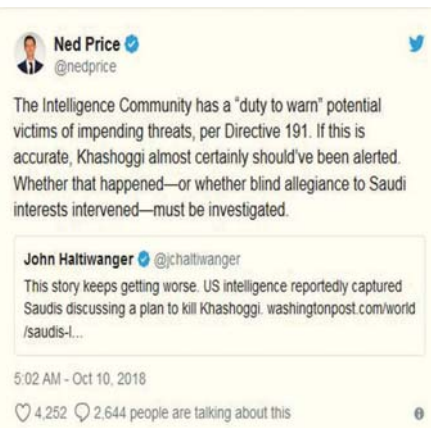 Ned Price
@nedprice
The Intelligence Community has a "duty to warn" potential
victims of impending threats, per Directive 191. If this is
accurate, Khashoggi almost certainly should've been alerted.
Whether that happened—or whether blind allegiance to Saudi
interests intervened—must be investigated.
John Haltiwanger @jchaltiwanger
This story keeps getting worse. US intelligence reportedly captured
Saudis discussing a plan to kill Khashoggi. washingtonpost.com/world
/saudis-l...
5:02 AM - Oct 10, 2018
4,252 2,644 people are talking about this